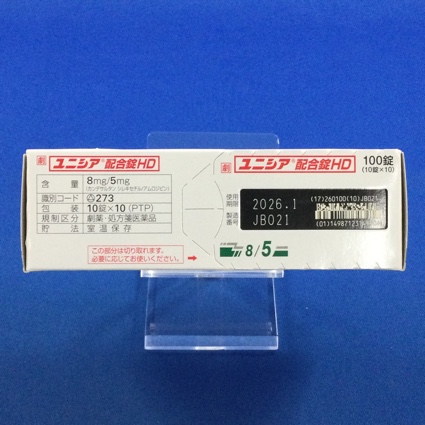 劇 ユニシア®配合錠HD
含量 8mg/5mg
(カンデサルタン シレキセチル/アムロジピン)
識別コード 273
包装 10錠×10(PTP)
規制区分 劇薬・処方箋医薬品
貯法 室温保存
この部分は切り取れます。
必要に応じてお使いください。
劇 ユニシア®配合錠HD 100錠
(10錠×10)
使用期限 2026.1
製造番号 JB021
(17)260100(10)JB021
8/5